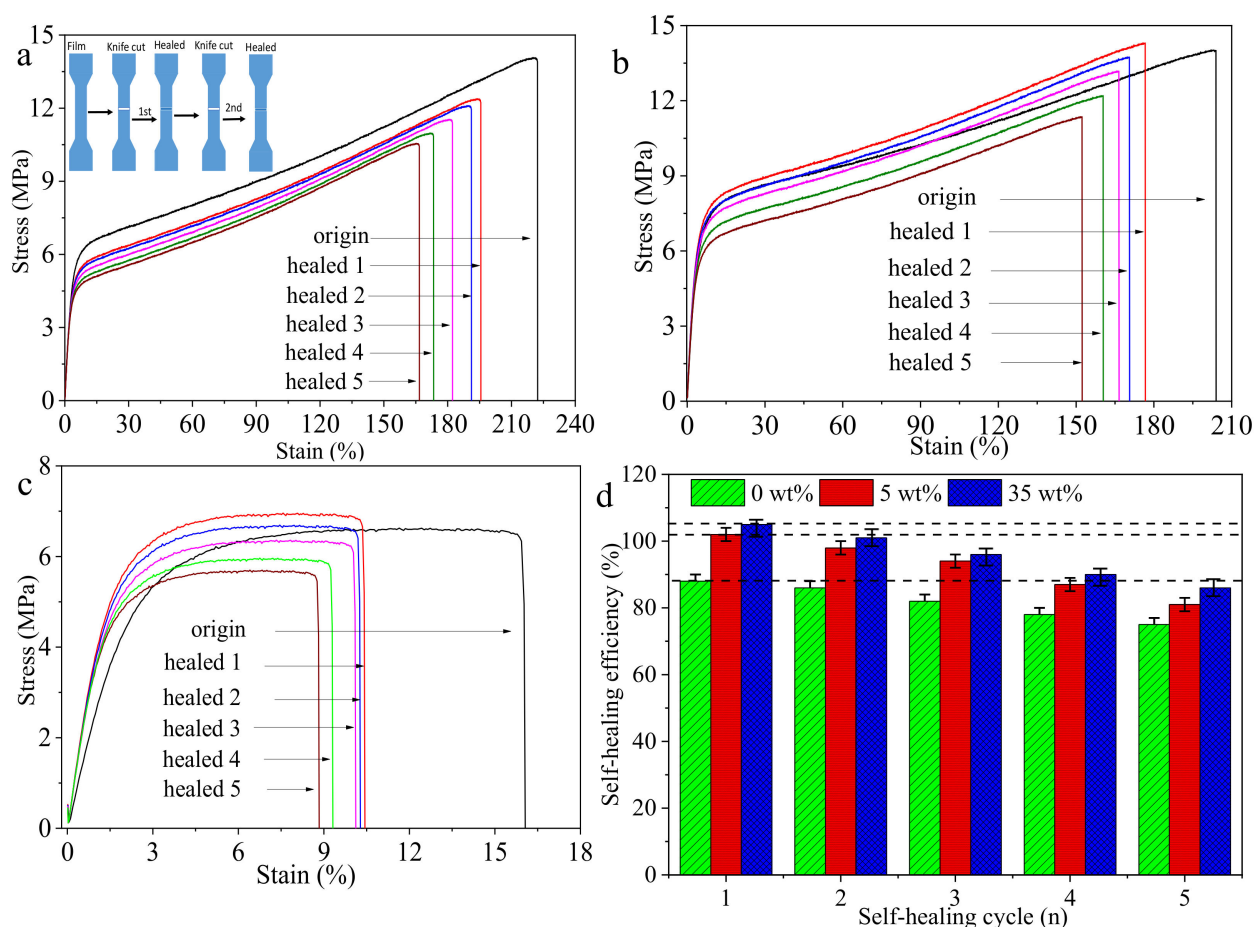 a
Film Knife cut Healed Knife cut Healed
1st 2nd
origin
healed 1
healed 2
healed 3
healed 4
healed 5
Stress (MPa)
15
12
9
6
3
0
0 30 60 90 120 150 180 210 240
Stain (%)
b
origin
healed 1
healed 2
healed 3
healed 4
healed 5
Stress (MPa)
15
12
9
6
3
0
0 30 60 90 120 150 180 210
Stain (%)
c
origin
healed 1
healed 2
healed 3
healed 4
healed 5
Stress (MPa)
8
6
4
2
0
0 3 6 9 12 15 18
Stain (%)
d
0 wt% 5 wt% 35 wt%
Self-healing efficiency (%)
120
100
80
60
40
20
0
1 2 3 4 5
Self-healing cycle (n)